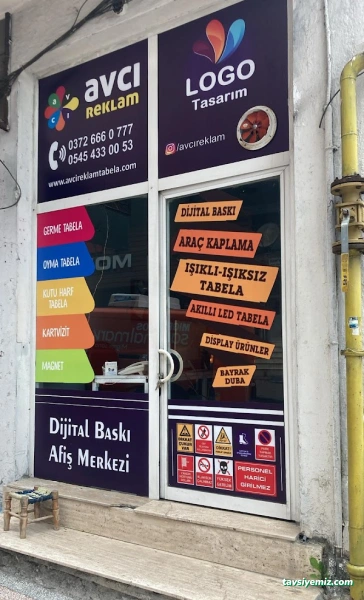 avcı
REKLAM
0372 666 0 777
0545 433 00 53
www.avcireklamtabela.com
LOGO
Tasarım
/avcireklam
GERME TABELA
OYMA TABELA
KUTU HARF
TABELA
KARTVİZİT
MAGNET
DİJİTAL BASKI
ARAÇ KAPLAMA
IŞIKLI-IŞIKSIZ
TABELA
AKILLI LED TABELA
DİSPLAY ÜRÜNLER
BAYRAK
DUBA
Dijital Baskı
Afiş Merkezi
PERSONEL
HARİCİ
GİRİLMEZ
tavsiyemiz.com